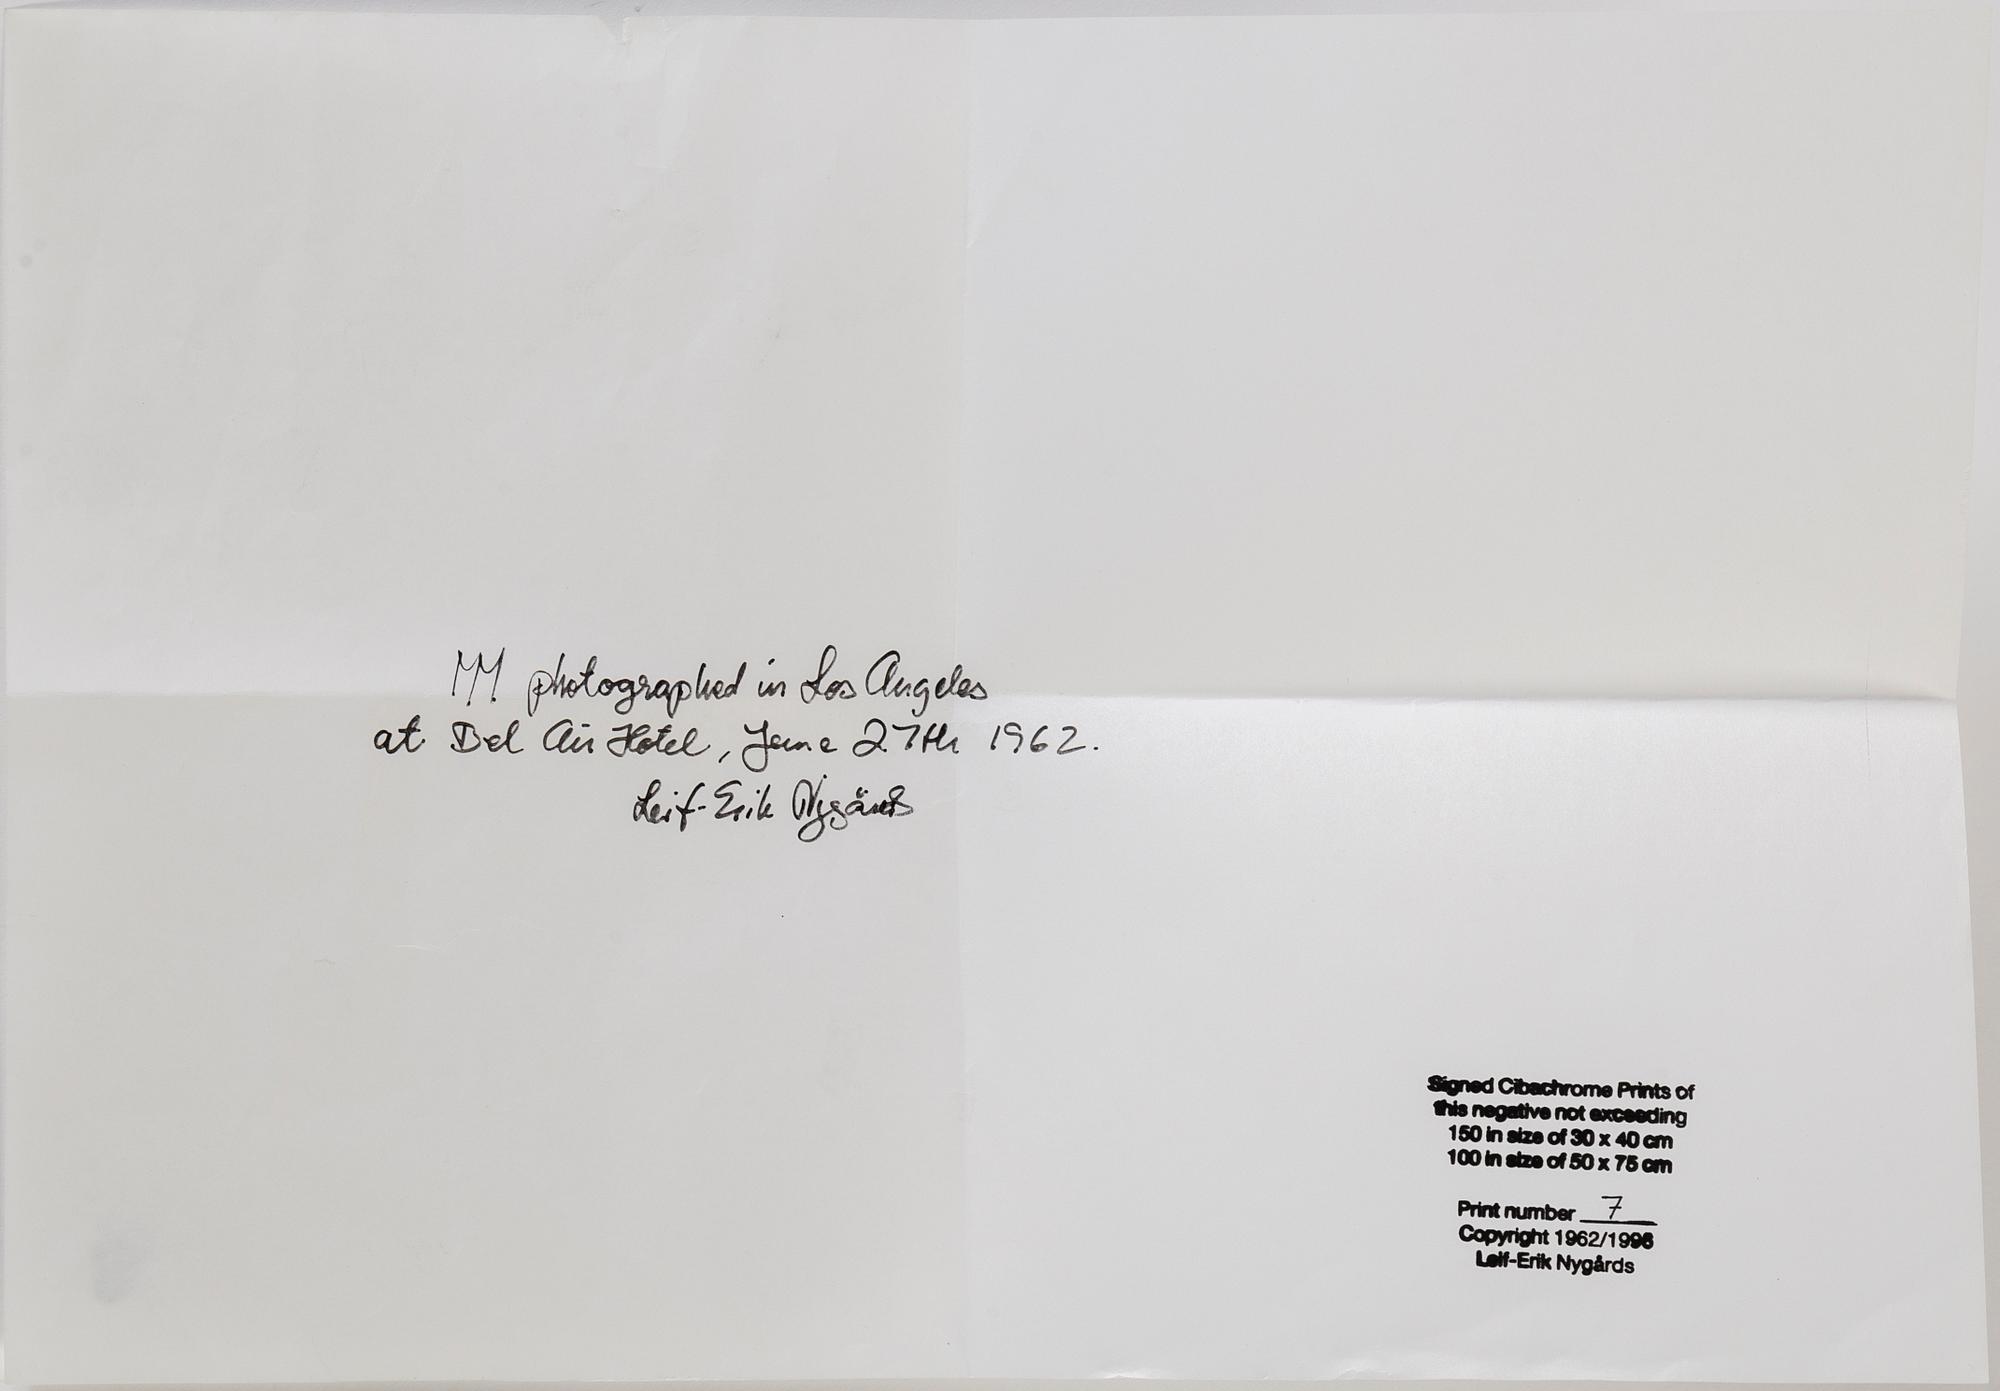 MM photographed in Los Angeles
at Bel Air Hotel, June 27th 1962.
Leif-Erik Nygårds
Signed Cibachrome Prints of
this negative not exceeding
150 in size of 30 x 40 cm
100 in size of 50 x 75 cm
Print number 7
Copyright 1962/1996
Leif-Erik Nygårds